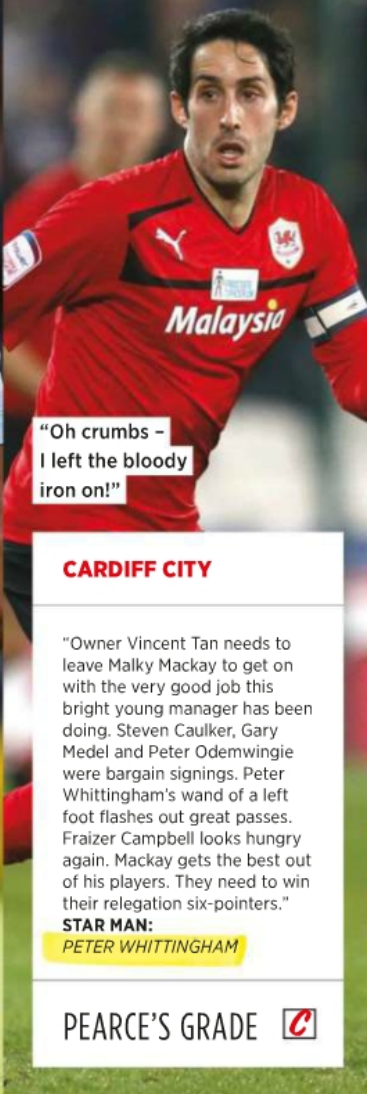 Malaysia
“Oh crumbs –
I left the bloody
iron on!”
CARDIFF CITY
“Owner Vincent Tan needs to
leave Malky Mackay to get on
with the very good job this
bright young manager has been
doing. Steven Caulker, Gary
Medel and Peter Odemwingie
were bargain signings. Peter
Whittingham’s wand of a left
foot flashes out great passes.
Fraizer Campbell looks hungry
again. Mackay gets the best out
of his players. They need to win
their relegation six-pointers.”
STAR MAN:
PETER WHITTINGHAM
PEARCE’S GRADE C